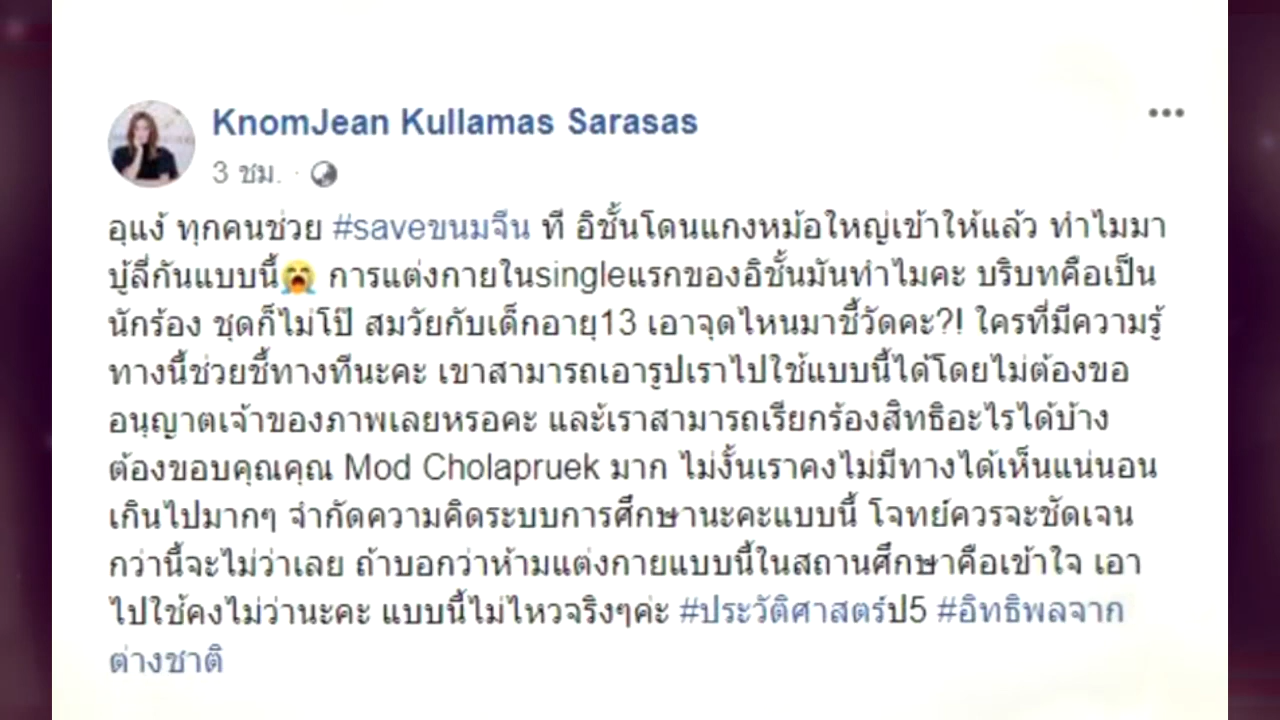 KnomJean Kullamas Sarasas
3 ชม. ·
อุแง้ ทุกคนช่วย #saveขนมจีน ที อิชั้นโดนแกงหม้อใหญ่เข้าให้แล้ว ทำไมมา
บู้ลี่กันแบบนี้😭 การแต่งกายในsingleแรกของอิชั้นมันทำไมคะ บริบทคือเป็น
นักร้อง ชุดก็ไม่โป๊ สมวัยกับเด็กอายุ13 เอาจุดไหนมาชี้วัดคะ?! ใครที่มีความรู้
ทางนี้ช่วยชี้ทางทีนะคะ เขาสามารถเอารูปเราไปใช้แบบนี้ได้โดยไม่ต้องขอ
อนุญาตเจ้าของภาพเลยหรอคะ และ้เราสามารถเรียกร้องสิทธิอะไรได้บ้าง
ต้องขอบคุณคุณ Mod Cholapruek มาก ไม่งั้นเราคงไม่มีทางได้เห็นแน่นอน
เกินไปมากๆ จำกัดความคิดระบบการศึกษานะคะแบบนี้ โจทย์ควรจะชัดเจน
กว่านี้จะไม่ว่าเลย ถ้าบอกว่าห้ามแต่งกายแบบนี้ในสถานศึกษาคือเข้าใจ เอา
ไปใช้คงไม่ว่านะคะ แบบนี้ไม่ไหวจริงๆค่ะ #ประวัติศาสตร์ป5 #อิทธิพลจาก
ต่างชาติ